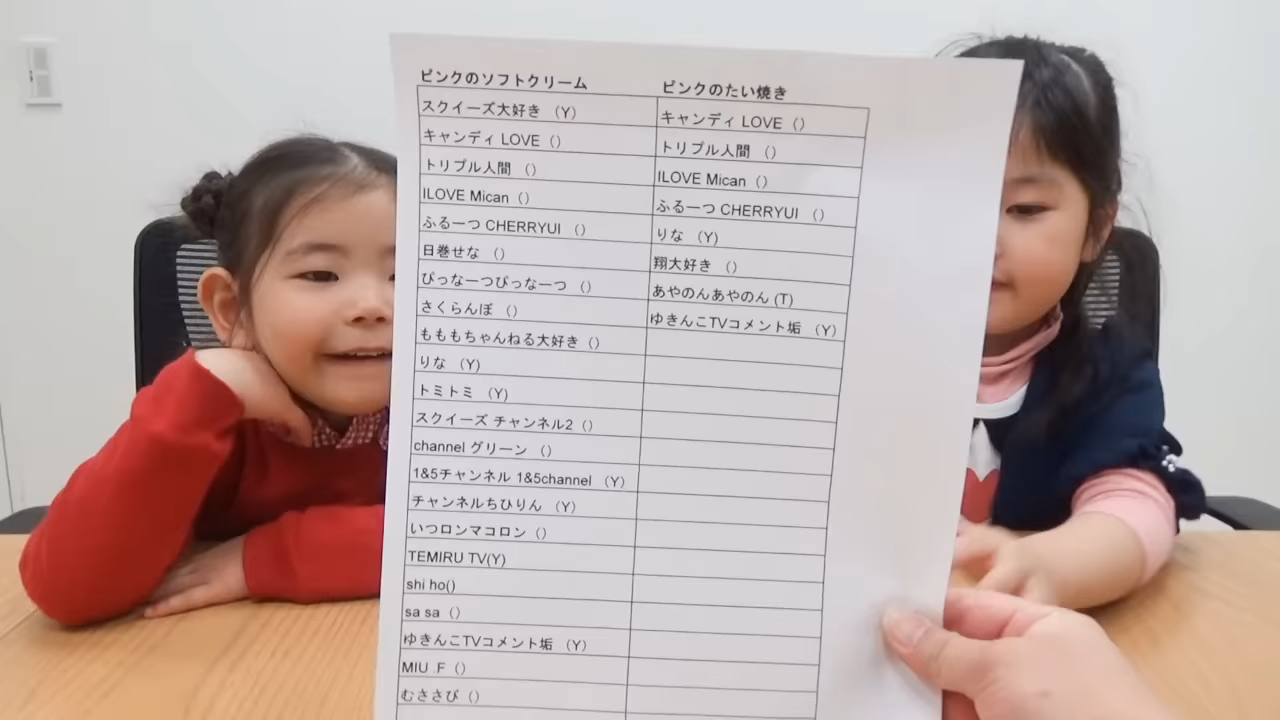 ピンクのソフトクリーム
スクイーズ大好き (Y)
キャンディ LOVE ()
トリプル人間 ()
ILOVE Mican ()
ふるーつ CHERRYUI ()
日巻せな ()
ぴっなーつぴっなーつ ()
さくらんぼ ()
もももちゃんねる大好き ()
りな (Y)
トミトミ (Y)
スクイーズ チャンネル2 ()
channel グリーン ()
1&5チャンネル 1&5channel (Y)
チャンネルちひりん (Y)
いつロンマコロン ()
TEMIRU TV(Y)
shi ho()
sa sa ()
ゆきんこTVコメント垢 (Y)
MIU .F ()
むささび ()
ピンクのたい焼き
キャンディ LOVE ()
トリプル人間 ()
ILOVE Mican ()
ふるーつ CHERRYUI ()
りな (Y)
翔大好き ()
あやのんあやのん (T)
ゆきんこTVコメント垢 (Y)